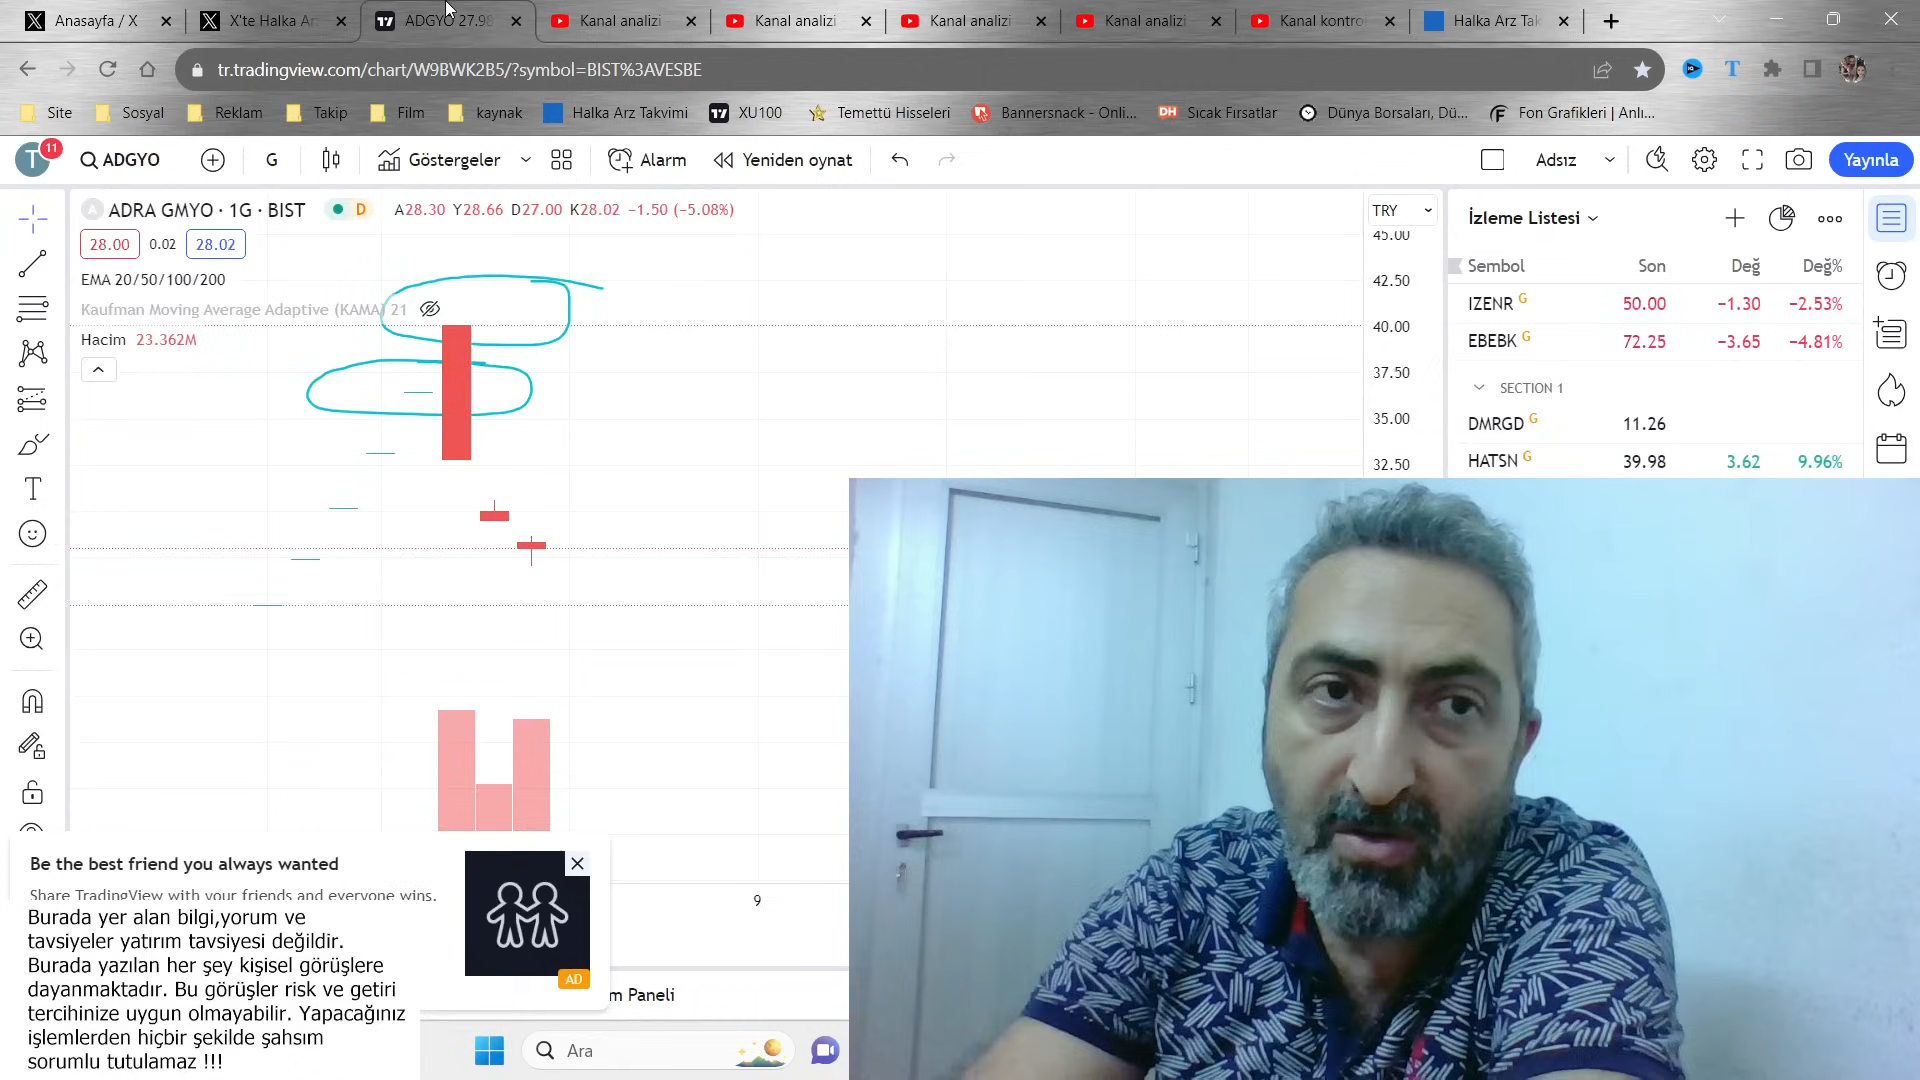 Anasayfa / X
X'te Halka Ar
ADGYO 27.98
Kanal analizi
Kanal analizi
Kanal analizi
Kanal analizi
Kanal kontro
Halka Arz Tak
tr.tradingview.com/chart/W9BWK2B5/?symbol=BIST%3AVESBE
Site
Sosyal
Reklam
Takip
Film
kaynak
Halka Arz Takvimi
XU100
Temettü Hisseleri
Bannersnack - Onli...
DH
Sıcak Fırsatlar
Dünya Borsaları, Dü...
Fon Grafikleri | Anlı...
T
11
ADGYO
G
Göstergeler
Alarm
Yeniden oynat
Adsız
Yayınla
A ADRA GMYO · 1G · BIST
D
A28.30 Y28.66 D27.00 K28.02 −1.50 (−5.08%)
28.00 0.02 28.02
EMA 20/50/100/200
Kaufman Moving Average Adaptive (KAMA) 21
Hacim 23.362M
TRY
45.00
42.50
40.00
37.50
35.00
32.50
İzleme Listesi
Sembol Son Değ Değ%
IZENR G 50.00 −1.30 −2.53%
EBEBK G 72.25 −3.65 −4.81%
SECTION 1
DMRGD G 11.26
HATSN G 39.98 3.62 9.96%
9
Be the best friend you always wanted
Share TradingView with your friends and everyone wins.
AD
Burada yer alan bilgi,yorum ve
tavsiyeler yatırım tavsiyesi değildir.
Burada yazılan her şey kişisel görüşlere
dayanmaktadır. Bu görüşler risk ve getiri
tercihinize uygun olmayabilir. Yapacağınız
işlemlerden hiçbir şekilde şahsım
sorumlu tutulamaz !!!
m Paneli
Ara